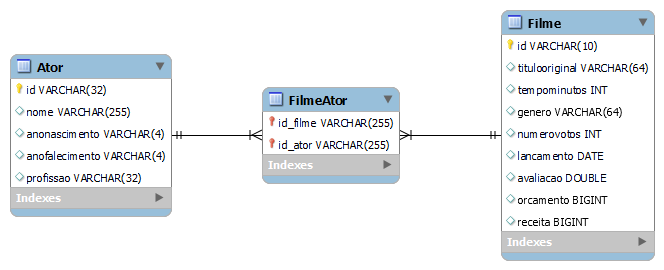 Ator
id VARCHAR(32)
nome VARCHAR(255)
anonascimento VARCHAR(4)
anofalecimento VARCHAR(4)
profissao VARCHAR(32)
Indexes
FilmeAtor
id_filme VARCHAR(255)
id_ator VARCHAR(255)
Indexes
Filme
id VARCHAR(10)
titulooriginal VARCHAR(64)
tempominutos INT
genero VARCHAR(64)
numerovotos INT
lancamento DATE
avaliacao DOUBLE
orcamento BIGINT
receita BIGINT
Indexes